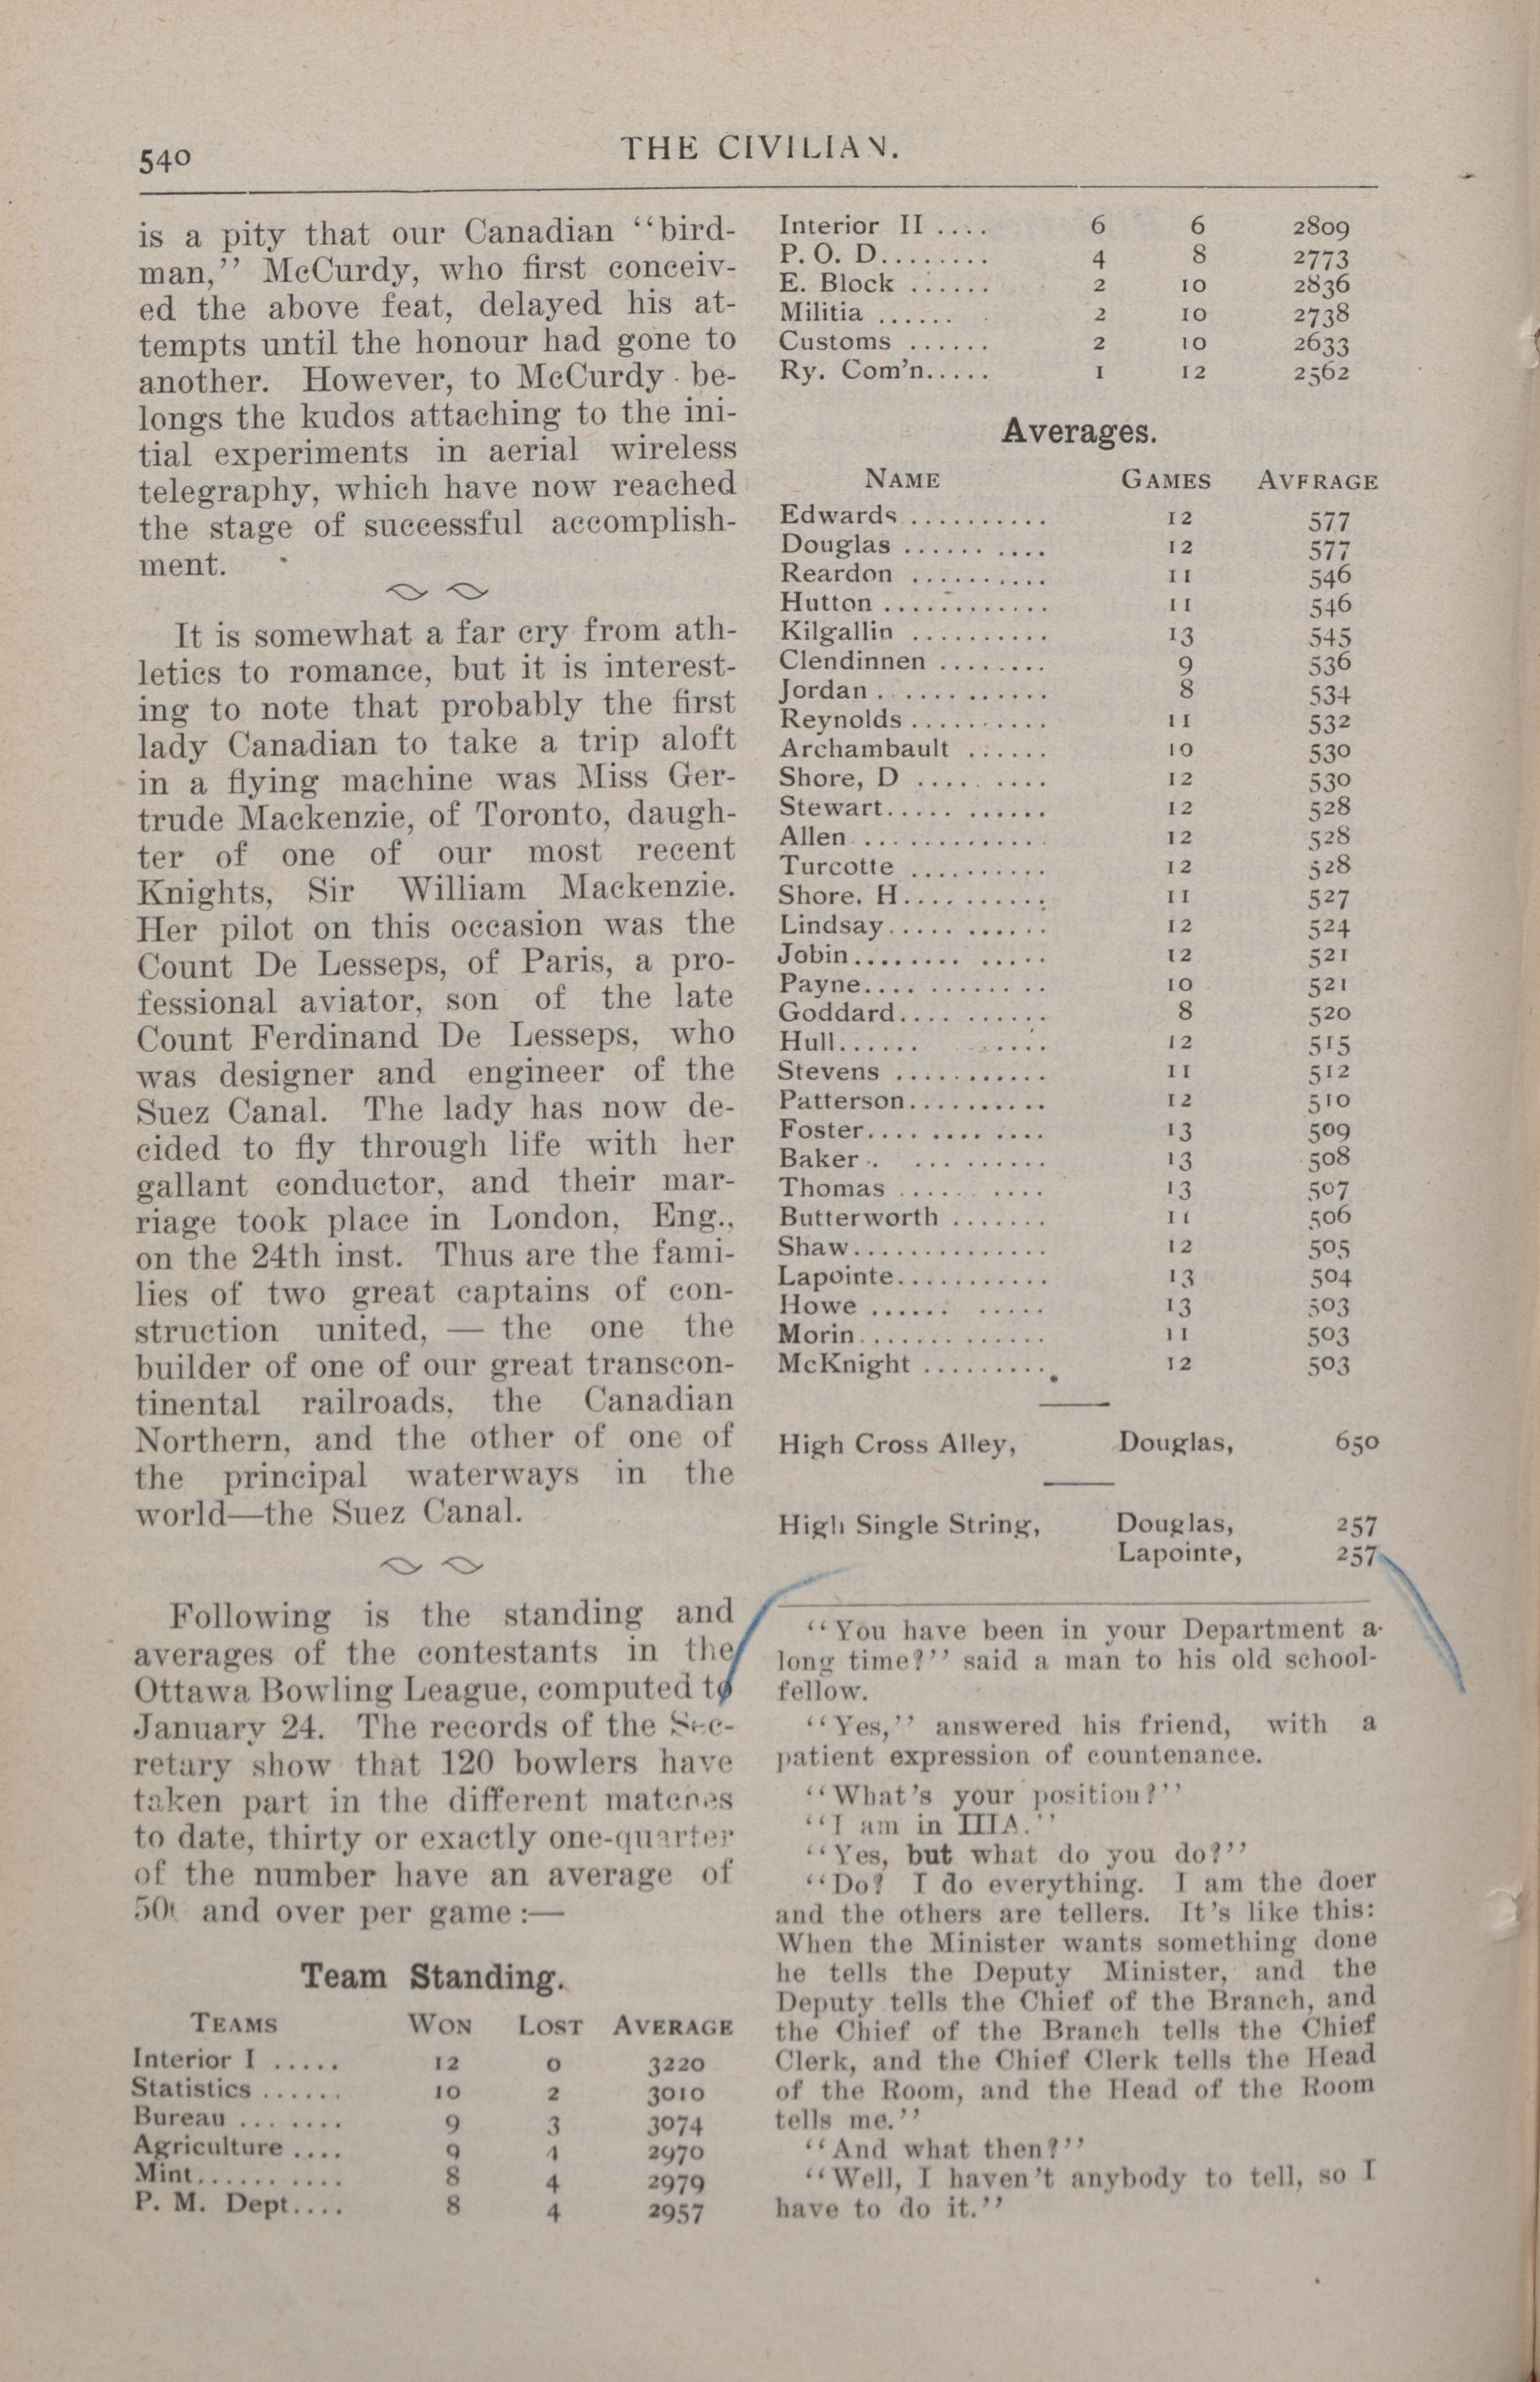 540
THE CIVILIAN.
is a pity that our Canadian "bird-
man," McCurdy, who first conceiv-
ed the above feat, delayed his at-
tempts until the honour had gone to
another. However, to McCurdy be-
longs the kudos attaching to the ini-
tial experiments in aerial wireless
telegraphy, which have now reached
the stage of successful accomplish-
ment.
It is somewhat a far cry from ath-
letics to romance, but it is interest-
ing to note that probably the first
lady Canadian to take a trip aloft
in a flying machine was Miss Ger-
trude Mackenzie, of Toronto, daugh-
ter of one of our most recent
Knights, Sir William Mackenzie.
Her pilot on this occasion was the
Count De Lesseps, of Paris, a pro-
fessional aviator, son of the late
Count Ferdinand De Lesseps, who
was designer and engineer of the
Suez Canal. The lady has now de-
cided to fly through life with her
gallant conductor, and their mar-
riage took place in London, Eng.,
on the 24th inst. Thus are the fami-
lies of two great captains of con-
struction united, — the one the
builder of one of our great transcon-
tinental railroads, the Canadian
Northern, and the other of one of
the principal waterways in the
world—the Suez Canal.
Following is the standing and
averages of the contestants in the
Ottawa Bowling League, computed to
January 24. The records of the Sec-
retary show that 120 bowlers have
taken part in the different matches
to date, thirty or exactly one-quarter
of the number have an average of
500 and over per game:—
Team Standing.
TEAMS WON LOST AVERAGE
Interior I ..... 12 0 3220
Statistics ...... 10 2 3010
Bureau ... .... 9 3 3074
Agriculture .... 9 4 2970
Mint...... .... 8 4 2979
P. M. Dept.... 8 4 2957
Interior II .... 6 6 2809
P. O. D........ 4 8 2773
E. Block ...... 2 10 2836
Militia ...... 2 10 2738
Customs ...... 2 10 2633
Ry. Com'n..... 1 12 2562
Averages.
NAME GAMES AVERAGE
Edwards .......... 12 577
Douglas ...... .... 12 577
Reardon .......... 11 546
Hutton ............ 11 546
Kilgallin .......... 13 545
Clendinnen ........ 9 536
Jordan ............ 8 534
Reynolds .......... 11 532
Archambault ...... 10 530
Shore, D ..... .... 12 530
Stewart..... ...... 12 528
Allen.............. 12 528
Turcotte .......... 12 528
Shore. H.......... 11 527
Lindsay..... ...... 12 524
Jobin........ ..... 12 521
Payne.... ........ 10 521
Goddard.... ...... 8 520
Hull...... ..... 12 515
Stevens ........... 11 512
Patterson.......... 12 510
Foster.... .... .... 13 509
Baker .. ... ...... 13 508
Thomas ...... .... 13 507
Butterworth ....... 11 506
Shaw.............. 12 505
Lapointe........... 13 504
Howe ...... ..... 13 503
Morin............. 11 503
McKnight ......... 12 503
High Cross Alley, Douglas, 650
High Single String, Douglas, 257
Lapointe, 257
"You have been in your Department a-
long time?" said a man to his old school-
fellow.
"Yes," answered his friend, with a
patient expression of countenance.
"What's your position?"
"I am in IIIA."
"Yes, but what do you do?"
"Do? I do everything. I am the doer
and the others are tellers. It's like this:
When the Minister wants something done
he tells the Deputy Minister, and the
Deputy tells the Chief of the Branch, and
the Chief of the Branch tells the Chief
Clerk, and the Chief Clerk tells the Head
of the Room, and the Head of the Room
tells me."
"And what then?"
"Well, I haven't anybody to tell, so I
have to do it."